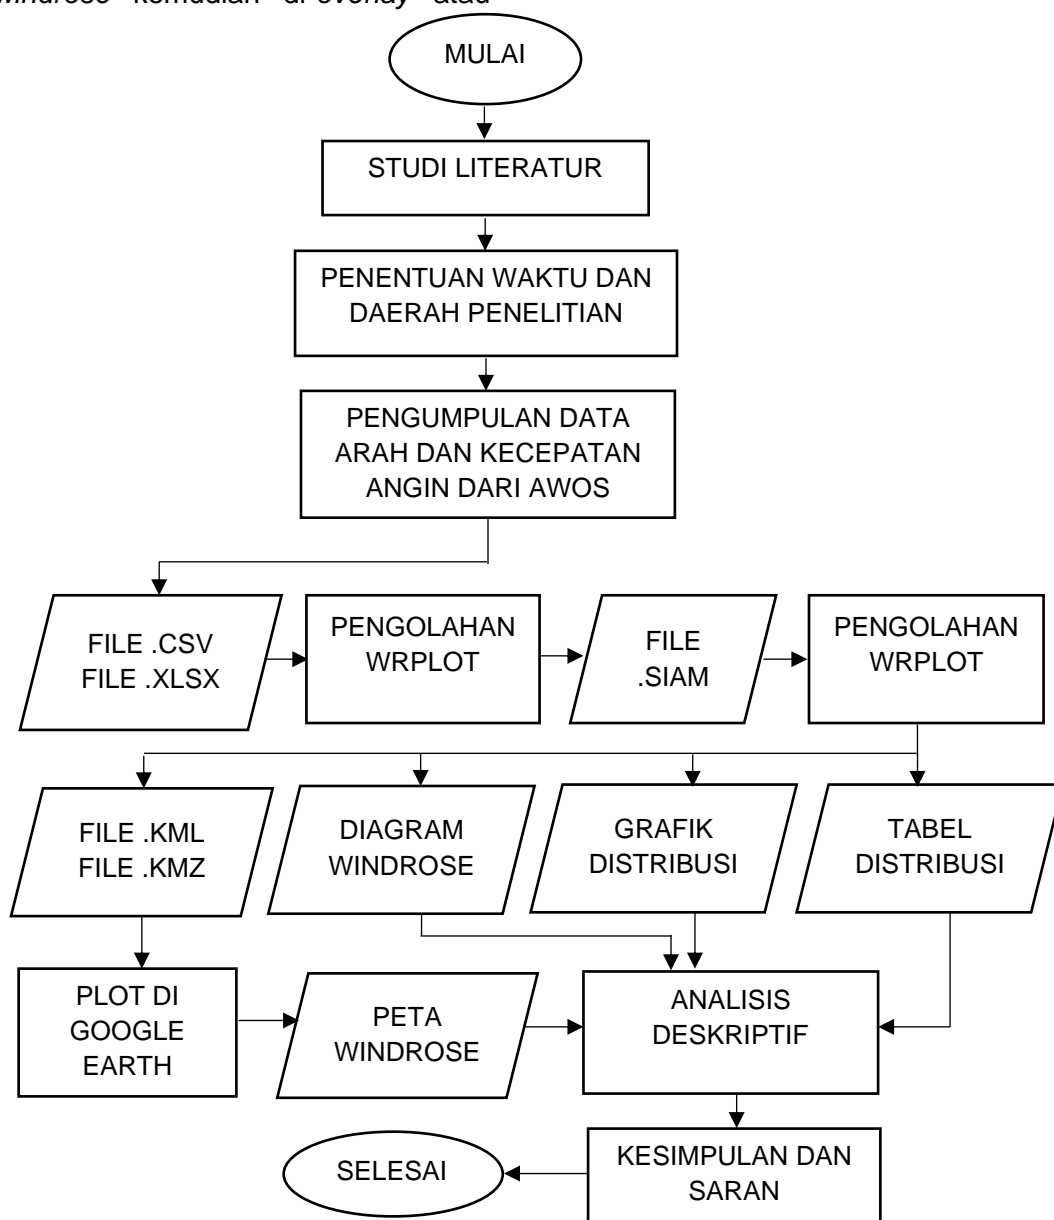 windrose kemudian di-overlay atau
MULAI
STUDI LITERATUR
PENENTUAN WAKTU DAN
DAERAH PENELITIAN
PENGUMPULAN DATA
ARAH DAN KECEPATAN
ANGIN DARI AWOS
FILE .CSV
FILE .XLSX
PENGOLAHAN
WRPLOT
FILE
.SIAM
PENGOLAHAN
WRPLOT
FILE .KML
FILE .KMZ
DIAGRAM
WINDROSE
GRAFIK
DISTRIBUSI
TABEL
DISTRIBUSI
PLOT DI
GOOGLE
EARTH
PETA
WINDROSE
ANALISIS
DESKRIPTIF
KESIMPULAN DAN
SARAN
SELESAI